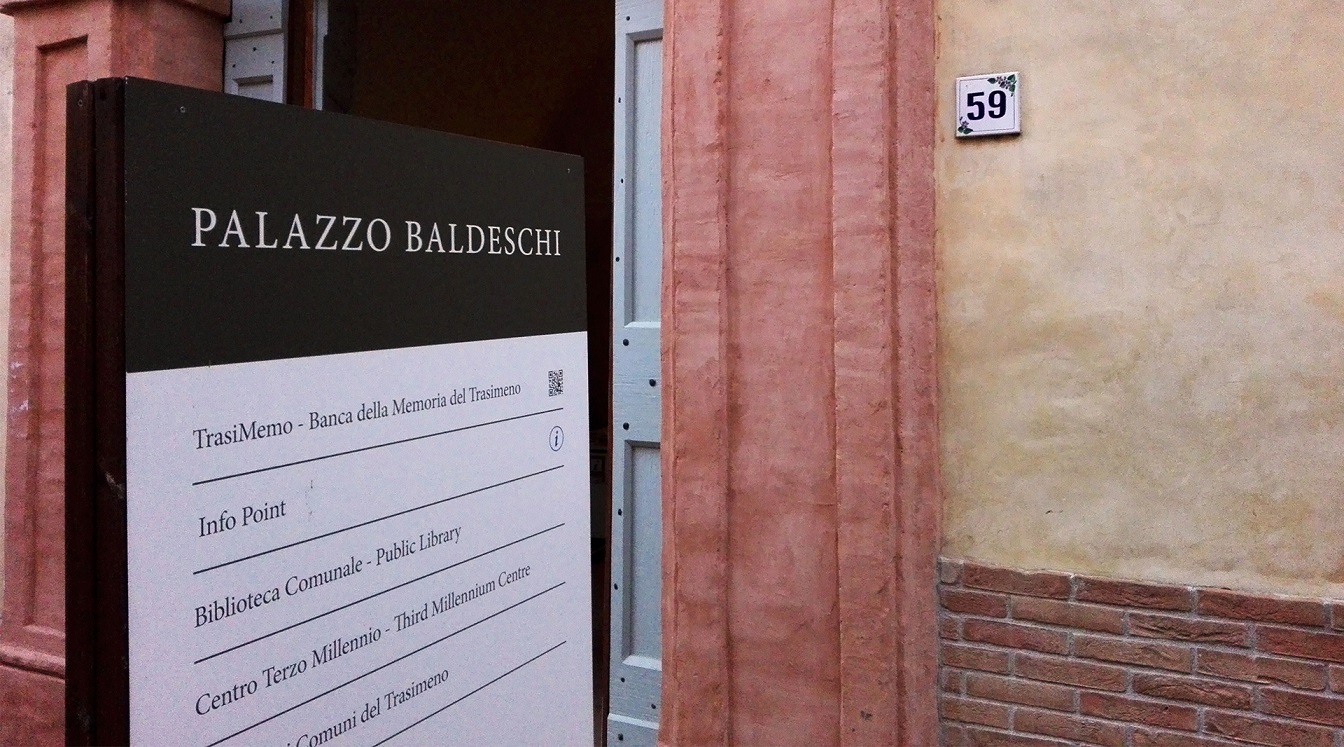 PALAZZO BALDESCHI
TrasiMemo - Banca della Memoria del Trasimeno
Info Point
i
Biblioteca Comunale - Public Library
Centro Terzo Millennio - Third Millennium Centre
Comuni del Trasimeno
59